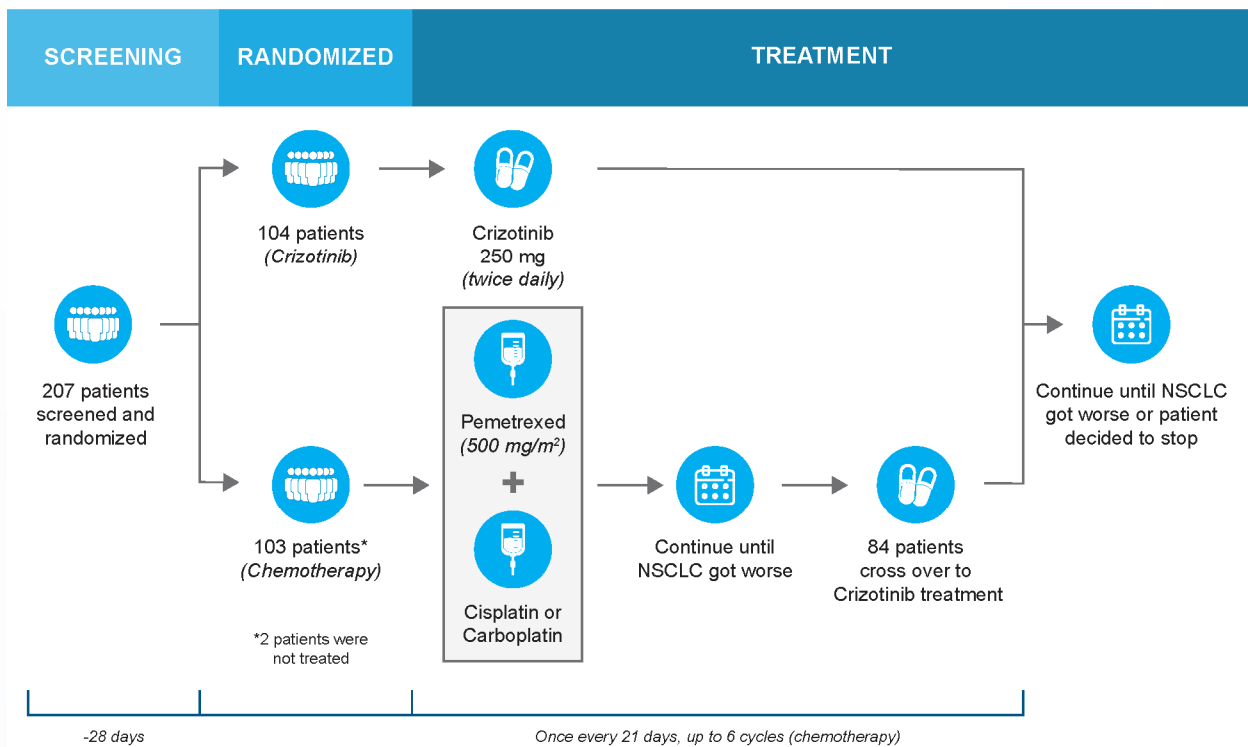 SCREENING
RANDOMIZED
TREATMENT
104 patients
(Crizotinib)
Crizotinib
250 mg
(twice daily)
207 patients
screened and
randomized
Pemetrexed
(500 mg/m²)
+
Cisplatin or
Carboplatin
103 patients*
(Chemotherapy)
*2 patients were
not treated
Continue until
NSCLC got worse
84 patients
cross over to
Crizotinib treatment
Continue until NSCLC
got worse or patient
decided to stop
-28 days
Once every 21 days, up to 6 cycles (chemotherapy)